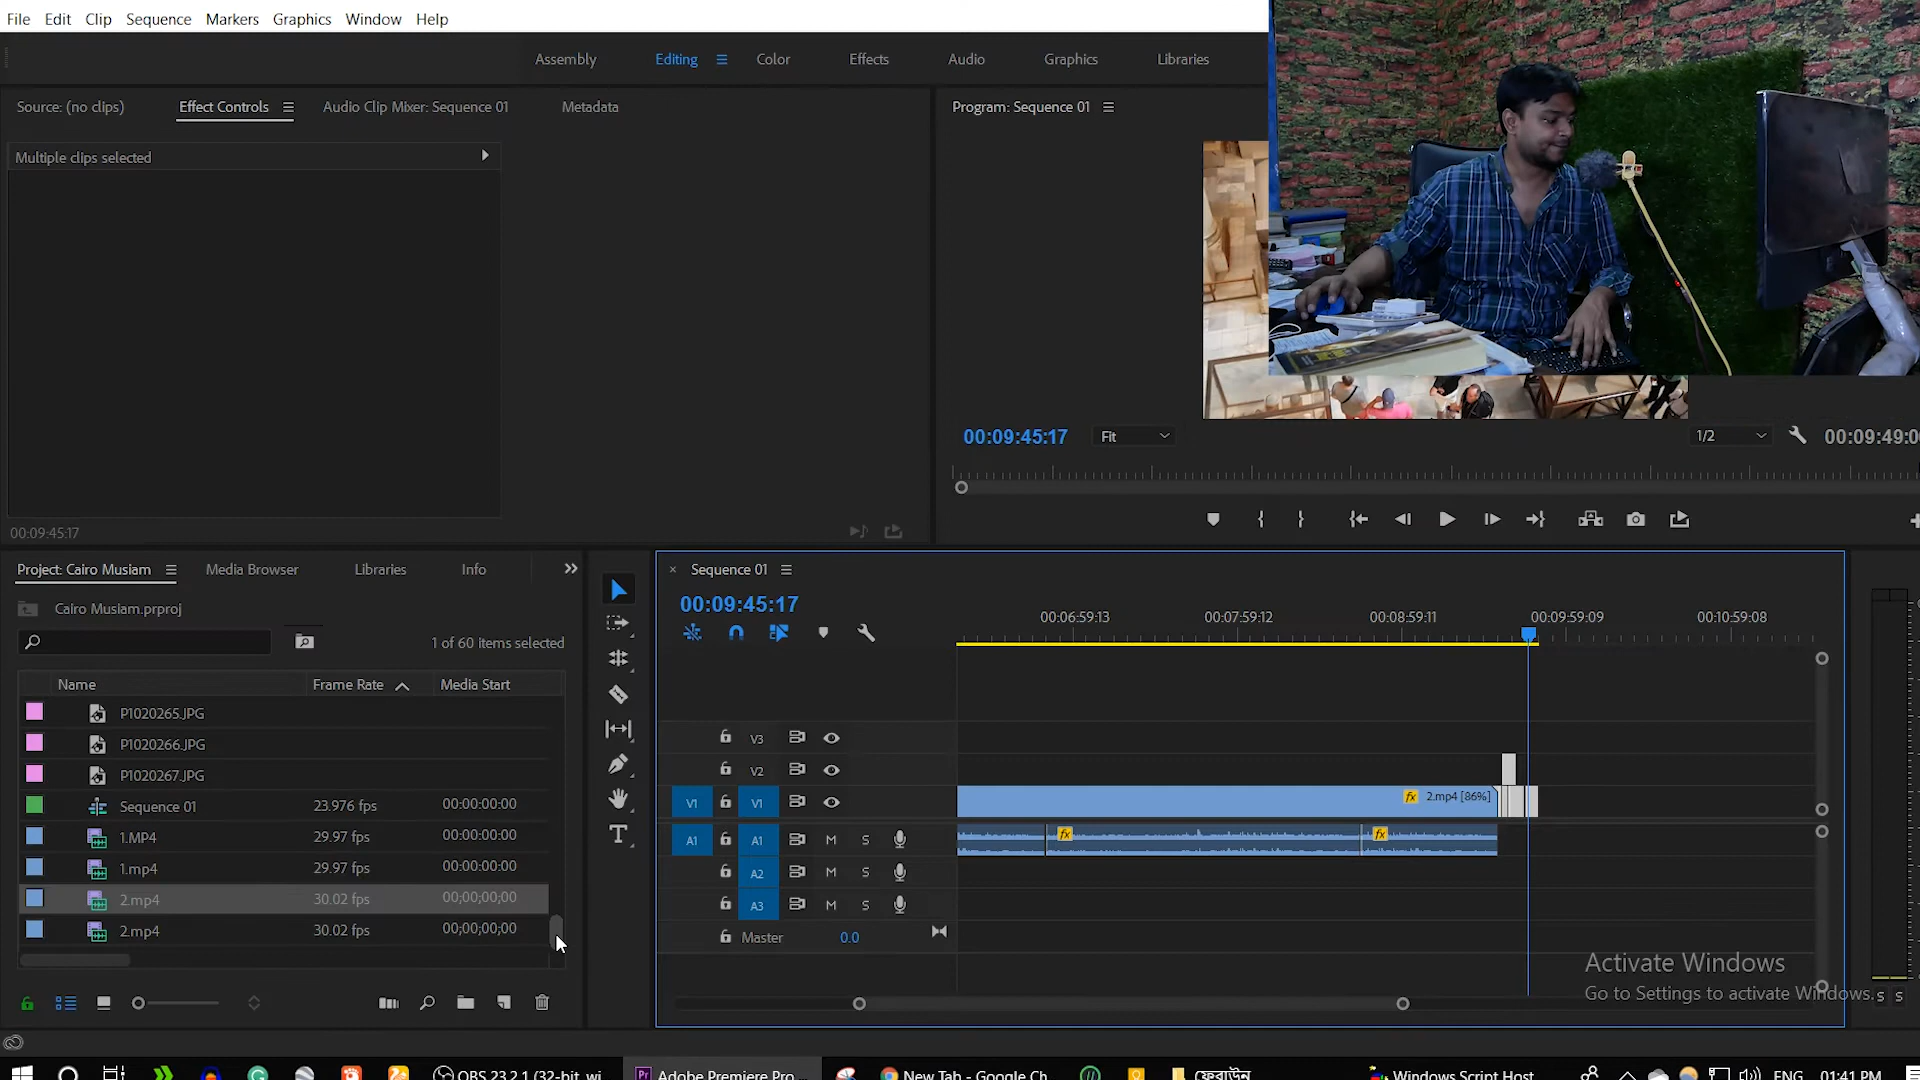 File Edit Clip Sequence Markers Graphics Window Help
Assembly Editing Color Effects Audio Graphics Libraries
Source: (no clips) Effect Controls Audio Clip Mixer: Sequence 01 Metadata
Program: Sequence 01
Multiple clips selected
00:09:45:17 Fit 1/2 00:09:49:0
00:09:45:17
Project: Cairo Musiam Media Browser Libraries Info
Cairo Musiam.prproj
1 of 60 items selected
Name Frame Rate Media Start
P1020265.JPG
P1020266.JPG
P1020267.JPG
Sequence 01 23.976 fps 00:00:00:00
1.MP4 29.97 fps 00:00:00:00
1.mp4 29.97 fps 00:00:00:00
2.mp4 30.02 fps 00;00;00;00
2.mp4 30.02 fps 00;00;00;00
Sequence 01
00:09:45:17
00:06:59:13 00:07:59:12 00:08:59:11 00:09:59:09 00:10:59:08
V3
V2
V1 V1 fx 2.mp4 [86%]
A1 A1 M S fx fx
A2 M S
A3 M S
Master 0.0
Activate Windows
Go to Settings to activate Windows.
S S
OBS 23.2.1 (32-bit, wi... Adobe Premiere Pro... New Tab - Google Ch... ফেরাউন Windows Script Host ENG 01:41 PM